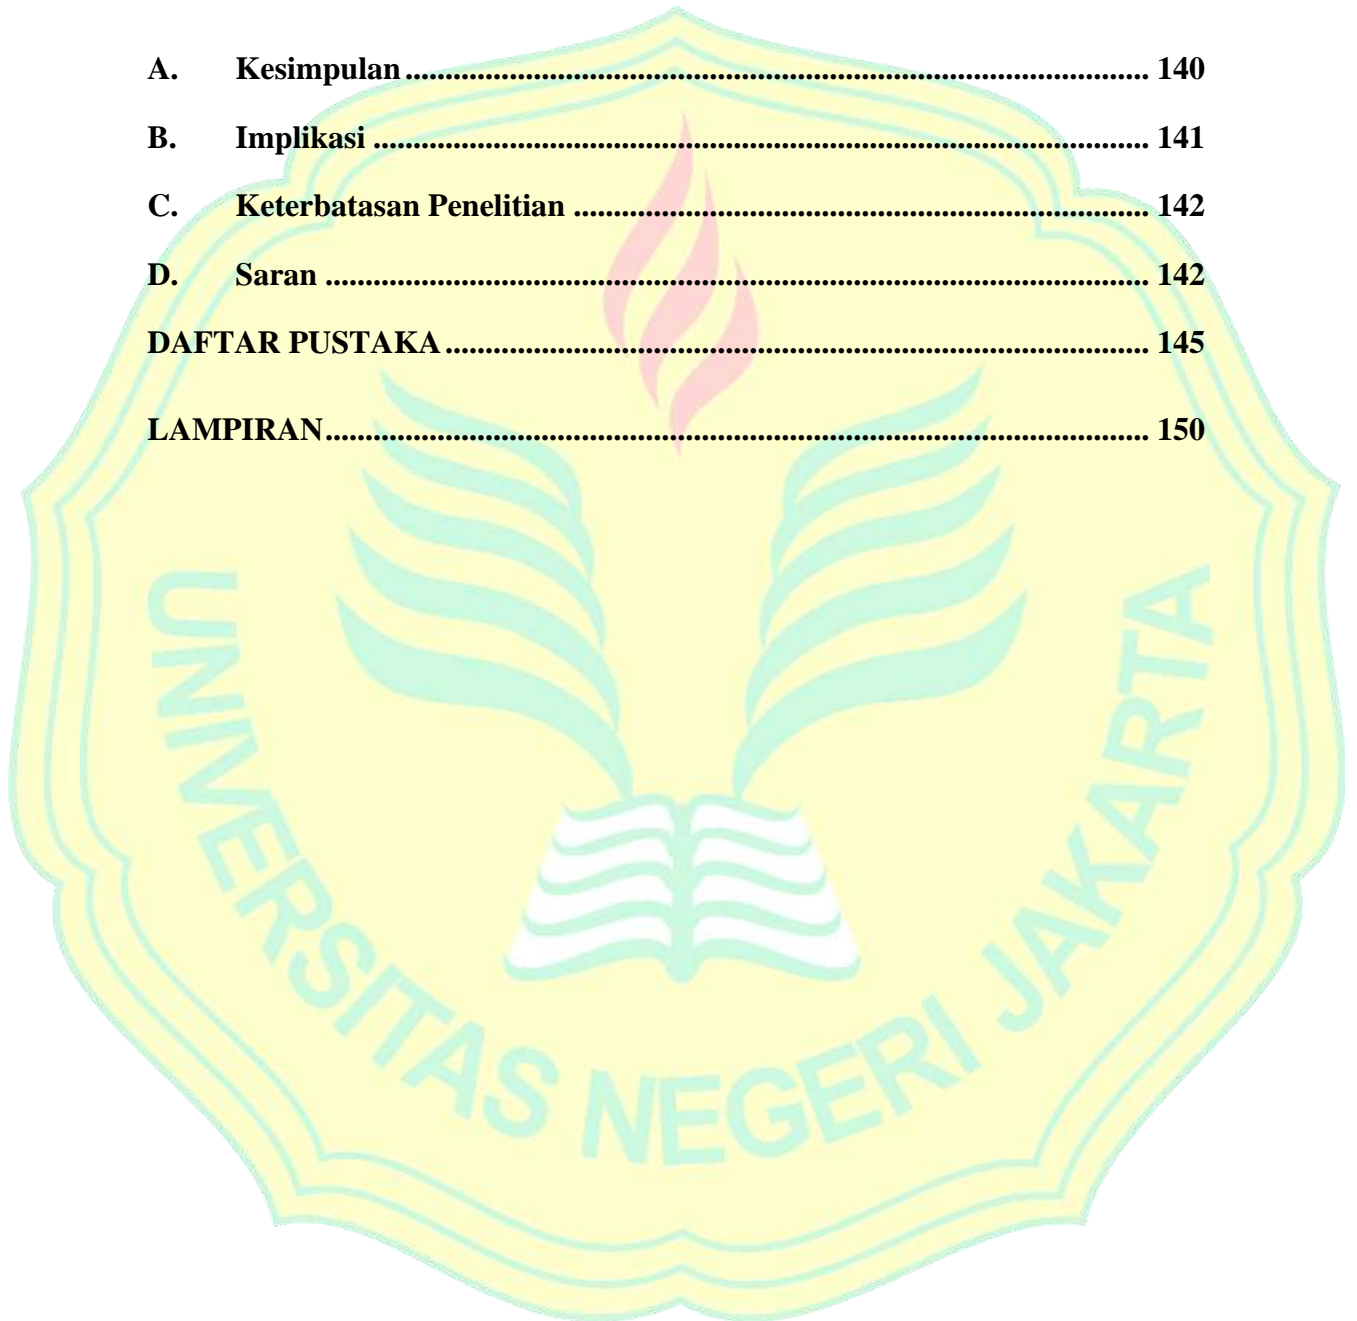 A. Kesimpulan ........................................................................................... 140
B. Implikasi ................................................................................................ 141
C. Keterbatasan Penelitian ........................................................................ 142
D. Saran ...................................................................................................... 142
DAFTAR PUSTAKA ...................................................................................... 145
LAMPIRAN...................................................................................................... 150
UNIVERSITAS NEGERI JAKARTA